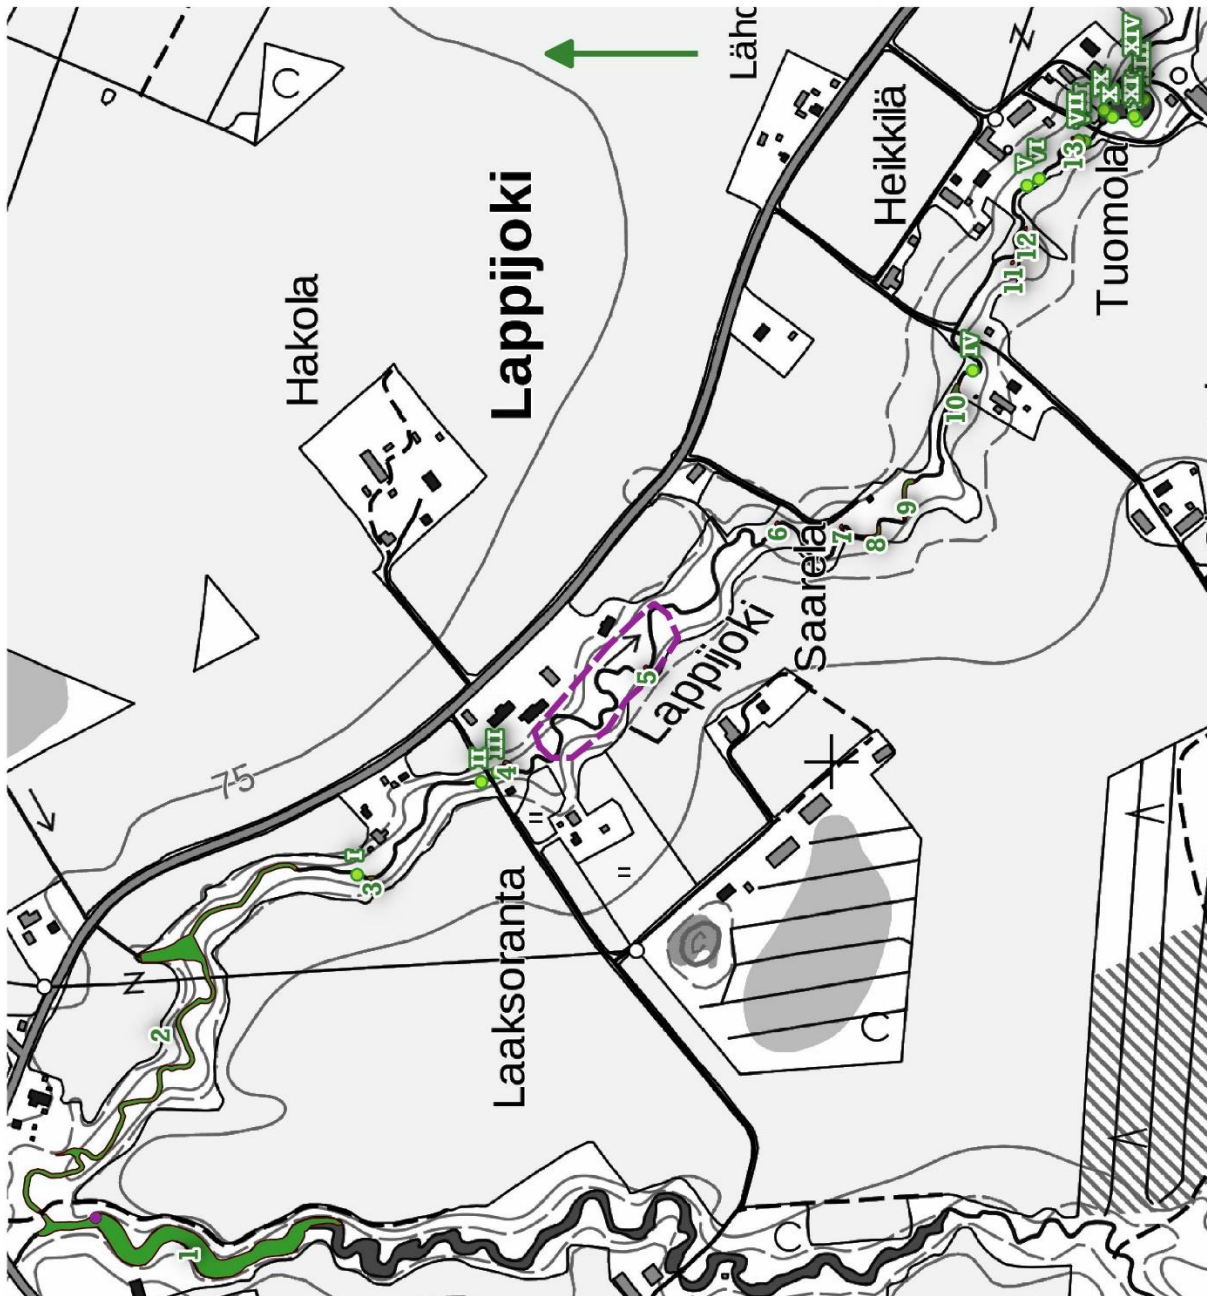 Lappijoki
Hakola
Heikkilä
Tuomola
Saarela
Lappijoki
Laaksoranta
75
1
2
3
I
II
III
4
5
6
7
8
9
10
IV
11
12
V
VI
13
VII
IX
X
XI
XIV